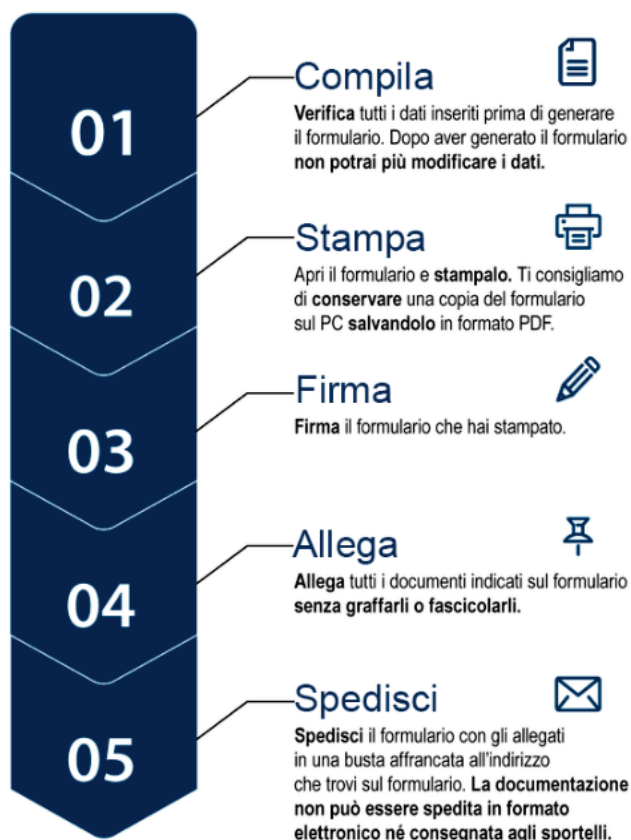 01
Compila
Verifica tutti i dati inseriti prima di generare
il formulario. Dopo aver generato il formulario
non potrai più modificare i dati.
02
Stampa
Apri il formulario e stampalo. Ti consigliamo
di conservare una copia del formulario
sul PC salvandolo in formato PDF.
03
Firma
Firma il formulario che hai stampato.
04
Allega
Allega tutti i documenti indicati sul formulario
senza graffarli o fascicolarli.
05
Spedisci
Spedisci il formulario con gli allegati
in una busta affrancata all'indirizzo
che trovi sul formulario. La documentazione
non può essere spedita in formato
elettronico né consegnata agli sportelli.